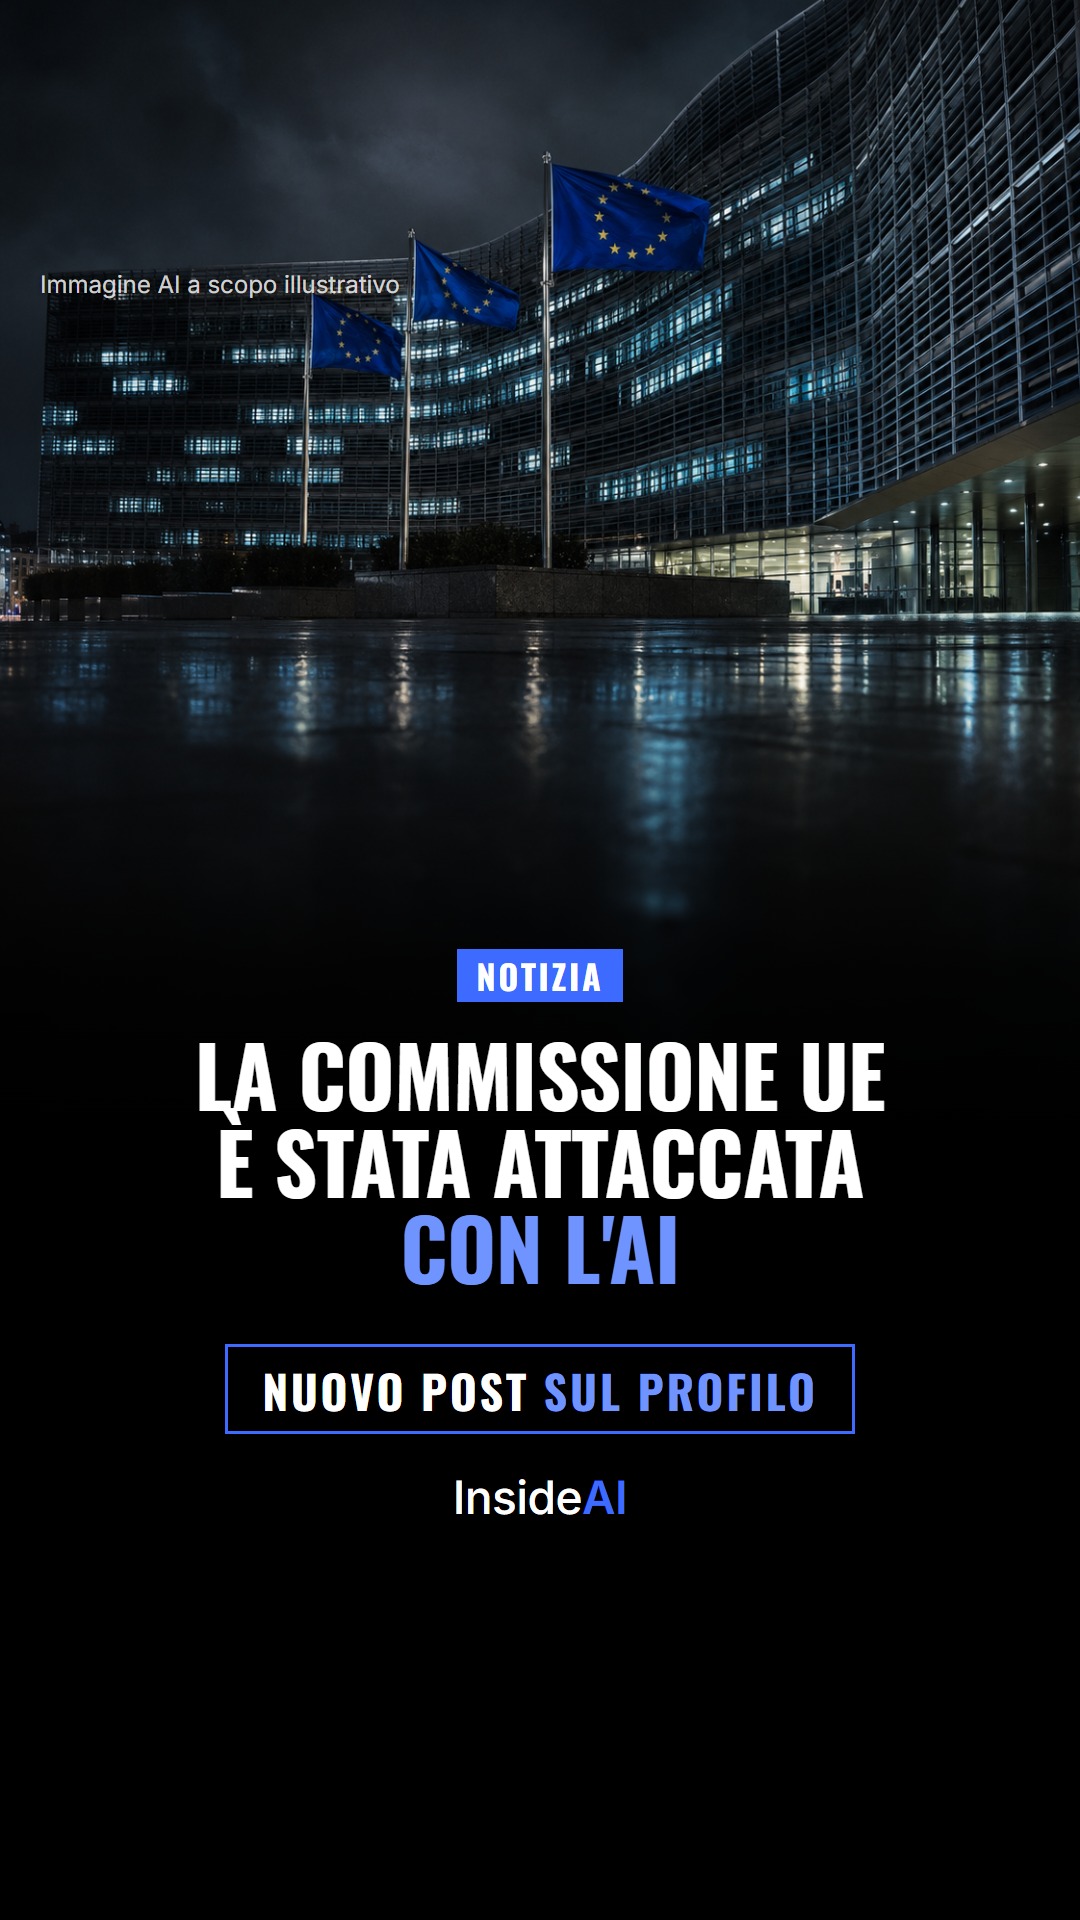 Immagine AI a scopo illustrativo
NOTIZIA
LA COMMISSIONE UE
È STATA ATTACCATA
CON L'AI
NUOVO POST SUL PROFILO
InsideAI